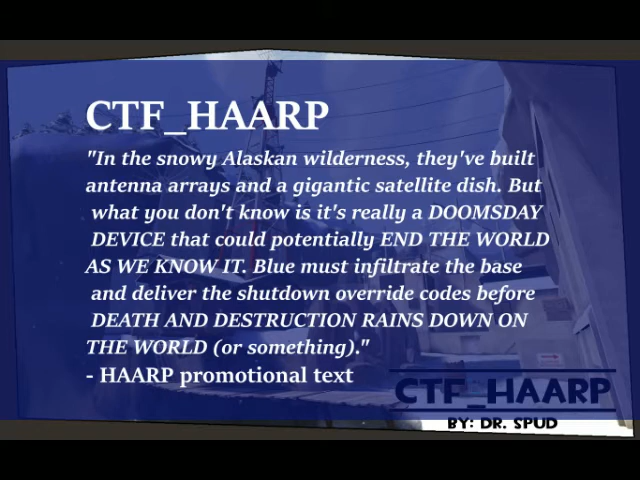 CTF_HAARP
"In the snowy Alaskan wilderness, they've built
antenna arrays and a gigantic satellite dish. But
what you don't know is it's really a DOOMSDAY
DEVICE that could potentially END THE WORLD
AS WE KNOW IT. Blue must infiltrate the base
and deliver the shutdown override codes before
DEATH AND DESTRUCTION RAINS DOWN ON
THE WORLD (or something)."
- HAARP promotional text
CTF_HAARP
BY: DR. SPUD